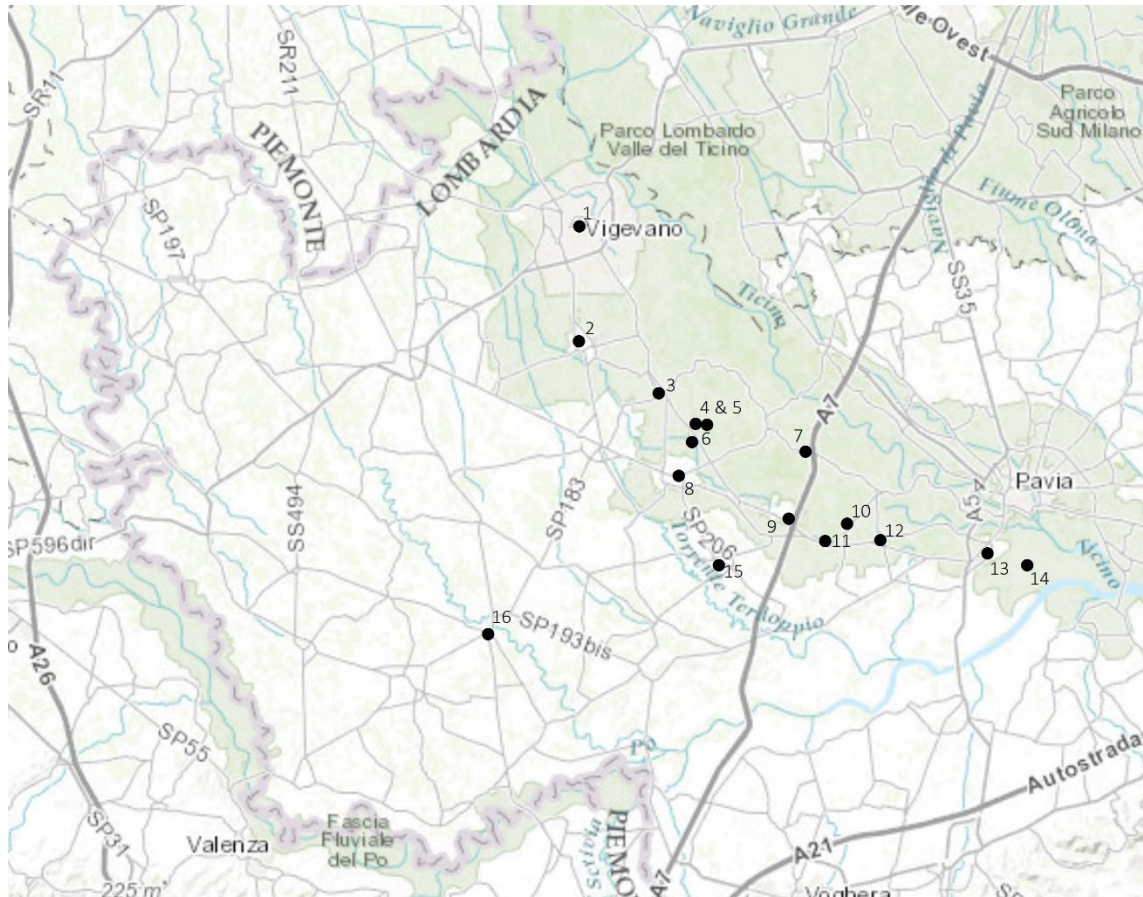 Naviglio Grande
le Ovest
SR11
SR211
Parco
Agricolo
Sud Milano
PIEMONTE
LOMBARDIA
Parco Lombardo
Valle del Ticino
Fiume Olona
SP197
1
Vigevano
SS35
Ticino
2
3
A7
4 & 5
6
7
8
Pavia
SP183
SS494
A54
SP206
9
10
11
12
SP596dir
13
14
Ticino
15
Torrente Terdoppio
16
SP193bis
o
A26
SP55
Po
Autostrada
SP31
Valenza
Fascia
Fluviale
del Po
Scrivia
A21
225 m
A7
Voghera